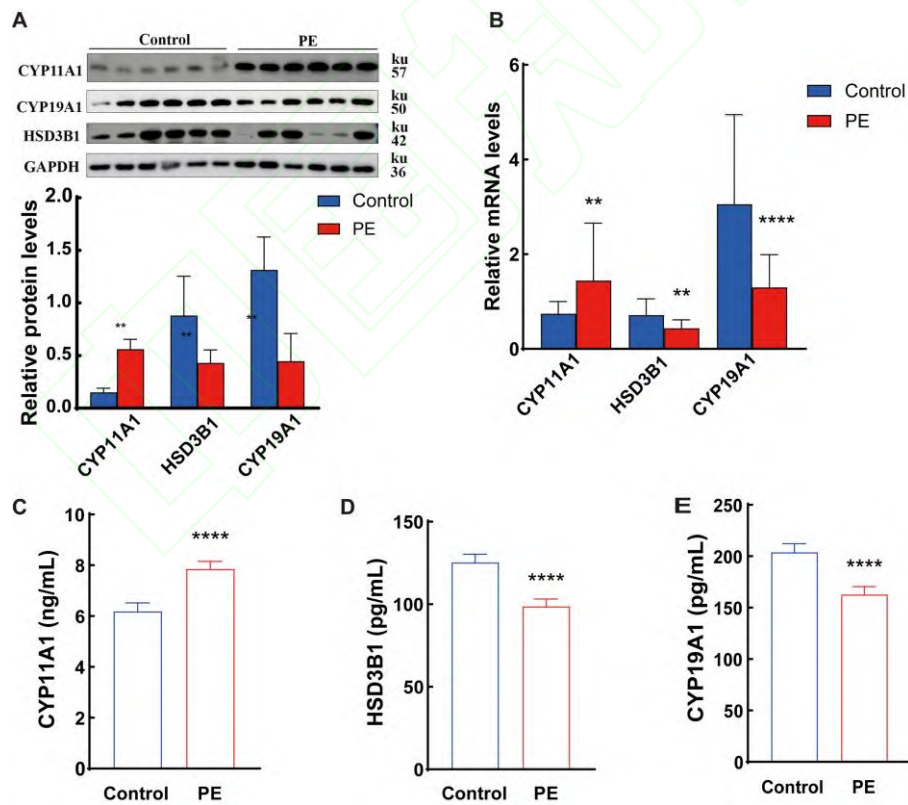 A
Control PE
CYP11A1 ku 57
CYP19A1 ku 50
HSD3B1 ku 42
GAPDH ku 36
Relative protein levels
2.0
1.5
1.0
0.5
0.0
Control
PE
**
**
**
CYP11A1
HSD3B1
CYP19A1
B
Relative mRNA levels
6
4
2
0
Control
PE
**
**
****
CYP11A1
HSD3B1
CYP19A1
C
CYP11A1 (ng/mL)
10
8
6
4
2
0
****
Control PE
D
HSD3B1 (pg/mL)
150
100
50
0
****
Control PE
E
CYP19A1 (pg/mL)
250
200
150
100
50
0
****
Control PE